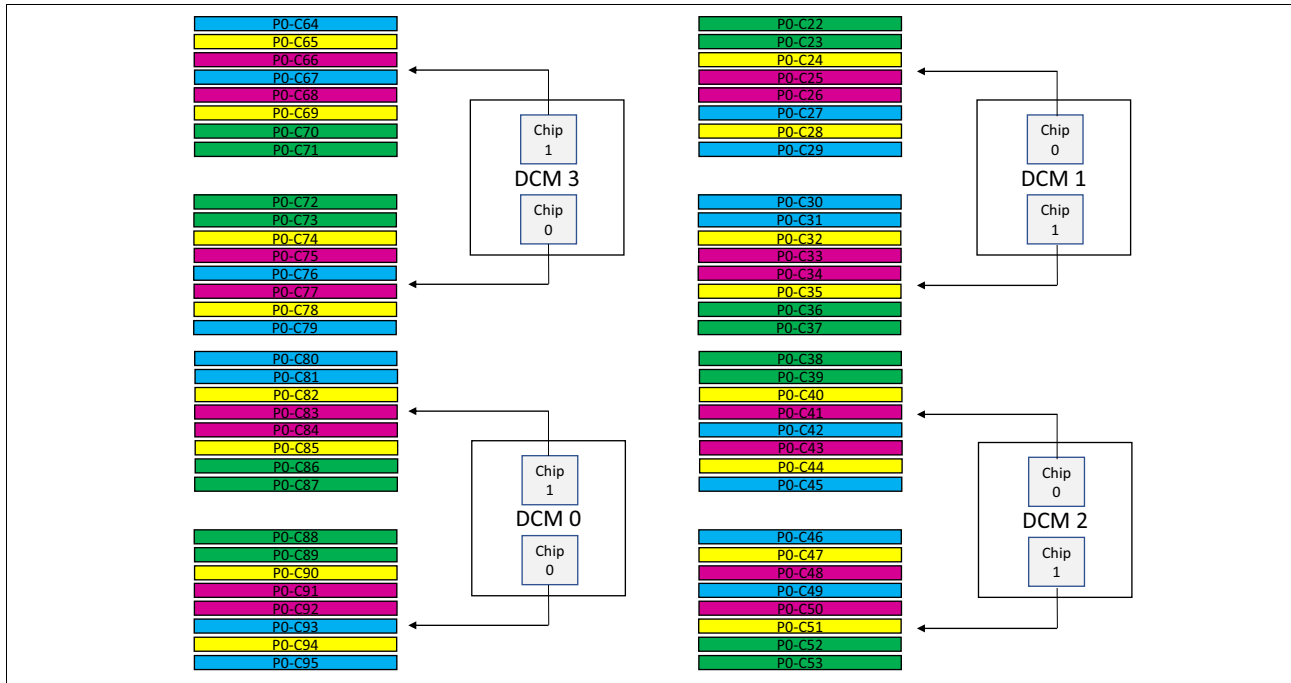 P0-C64
P0-C65
P0-C66
P0-C67
P0-C68
P0-C69
P0-C70
P0-C71
Chip
1
DCM 3
Chip
0
P0-C72
P0-C73
P0-C74
P0-C75
P0-C76
P0-C77
P0-C78
P0-C79
P0-C22
P0-C23
P0-C24
P0-C25
P0-C26
P0-C27
P0-C28
P0-C29
Chip
0
DCM 1
Chip
1
P0-C30
P0-C31
P0-C32
P0-C33
P0-C34
P0-C35
P0-C36
P0-C37
P0-C80
P0-C81
P0-C82
P0-C83
P0-C84
P0-C85
P0-C86
P0-C87
Chip
1
DCM 0
Chip
0
P0-C88
P0-C89
P0-C90
P0-C91
P0-C92
P0-C93
P0-C94
P0-C95
P0-C38
P0-C39
P0-C40
P0-C41
P0-C42
P0-C43
P0-C44
P0-C45
Chip
0
DCM 2
Chip
1
P0-C46
P0-C47
P0-C48
P0-C49
P0-C50
P0-C51
P0-C52
P0-C53